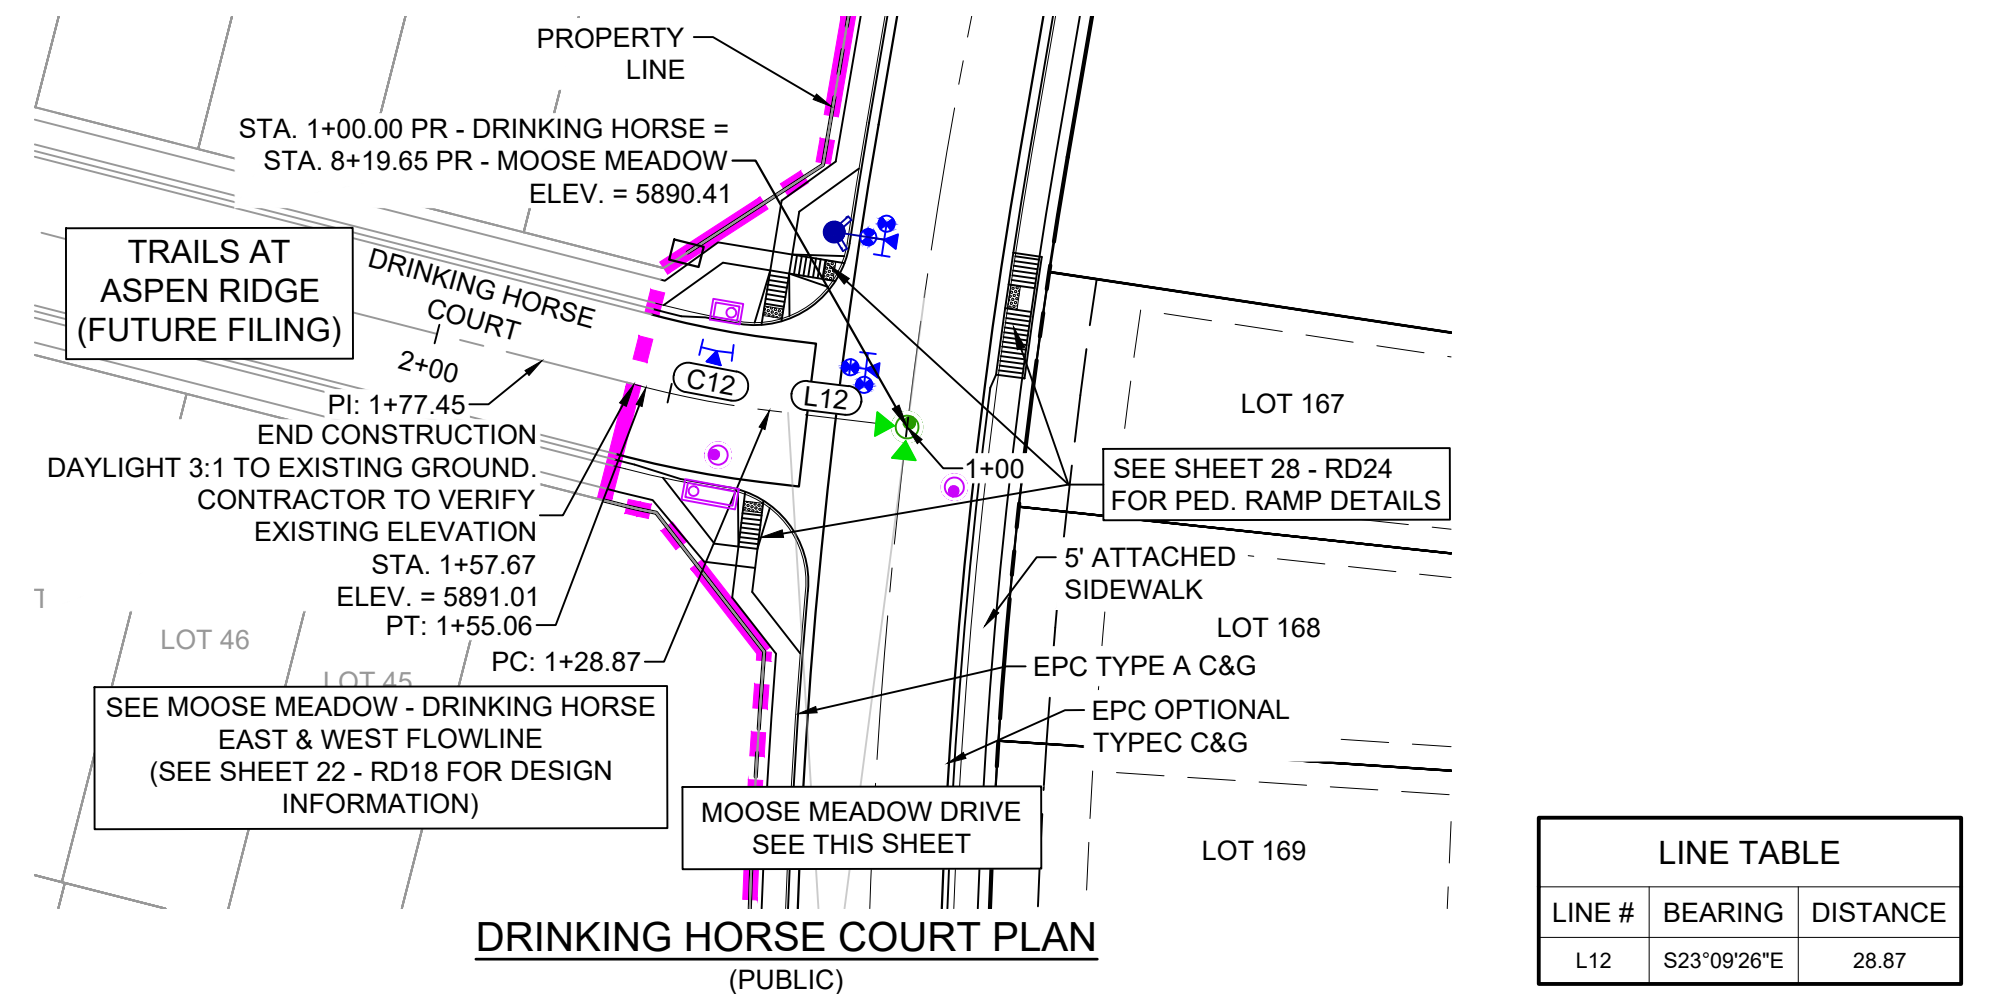 PROPERTY
LINE
STA. 1+00.00 PR - DRINKING HORSE =
STA. 8+19.65 PR - MOOSE MEADOW
ELEV. = 5890.41
TRAILS AT
ASPEN RIDGE
(FUTURE FILING)
DRINKING HORSE
COURT
2+00
C12
L12
PI: 1+77.45
END CONSTRUCTION
DAYLIGHT 3:1 TO EXISTING GROUND.
CONTRACTOR TO VERIFY
EXISTING ELEVATION
STA. 1+57.67
ELEV. = 5891.01
PT: 1+55.06
PC: 1+28.87
1+00
LOT 167
SEE SHEET 28 - RD24
FOR PED. RAMP DETAILS
5' ATTACHED
SIDEWALK
LOT 168
EPC TYPE A C&G
EPC OPTIONAL
TYPEC C&G
LOT 169
T
LOT 46
LOT 45
SEE MOOSE MEADOW - DRINKING HORSE
EAST & WEST FLOWLINE
(SEE SHEET 22 - RD18 FOR DESIGN
INFORMATION)
MOOSE MEADOW DRIVE
SEE THIS SHEET
DRINKING HORSE COURT PLAN
(PUBLIC)
LINE TABLE
LINE # BEARING DISTANCE
L12 S23°09'26"E 28.87